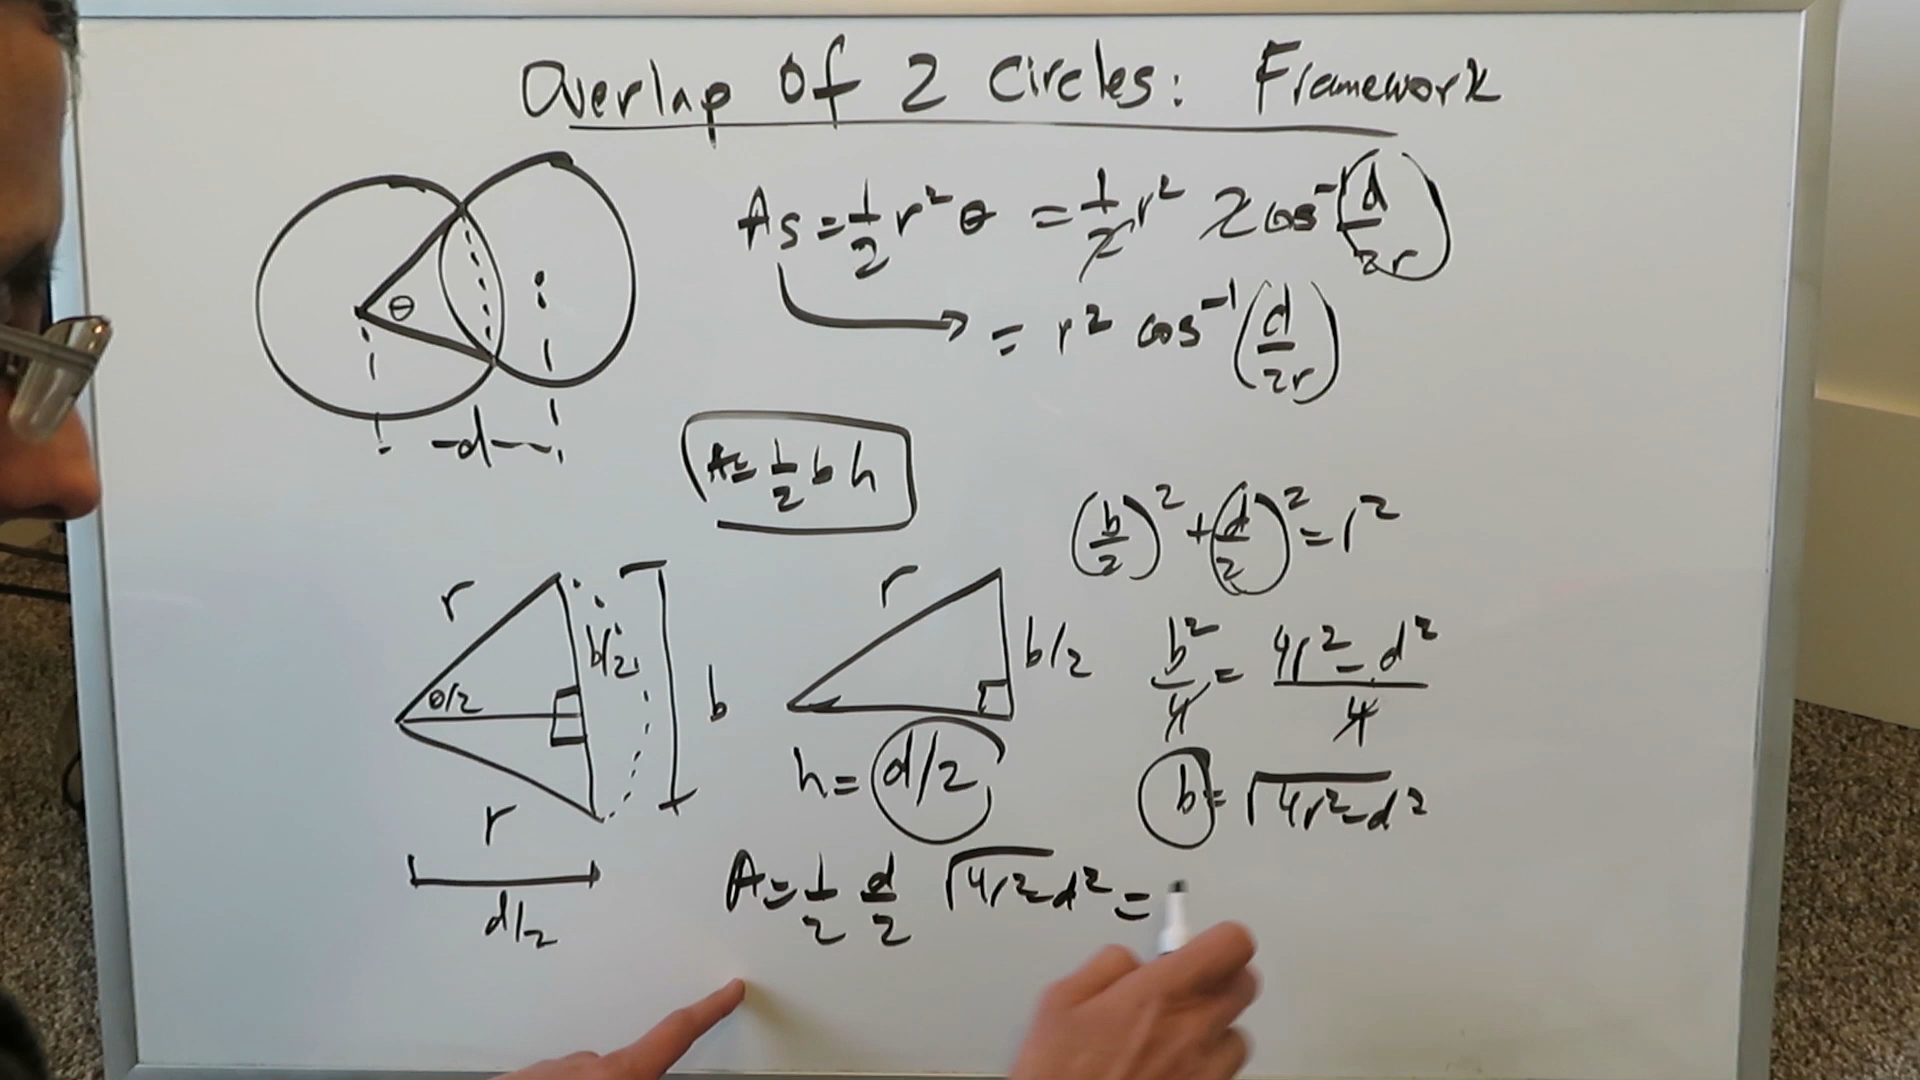 Overlap Of 2 Circles: Framework
As = 1/2 r² θ = 1/2 r² 2 cos⁻¹(d/2r)
= r² cos⁻¹(d/2r)
θ
d
A = 1/2 b h
(b/2)² + (d/2)² = r²
r
b/2
θ/2
b
r
d/2
r
b/2
h = d/2
b²/4 = 4r² - d²/4
b = √4r² - d²
A = 1/2 d/2 √4r² - d² =